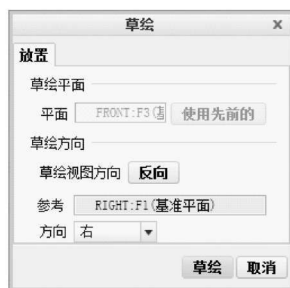 草绘
放置
草绘平面
平面 FRONT:F3( 使用先前的
草绘方向
草绘视图方向 反向
参考 RIGHT:F1(基准平面)
方向 右
草绘 取消